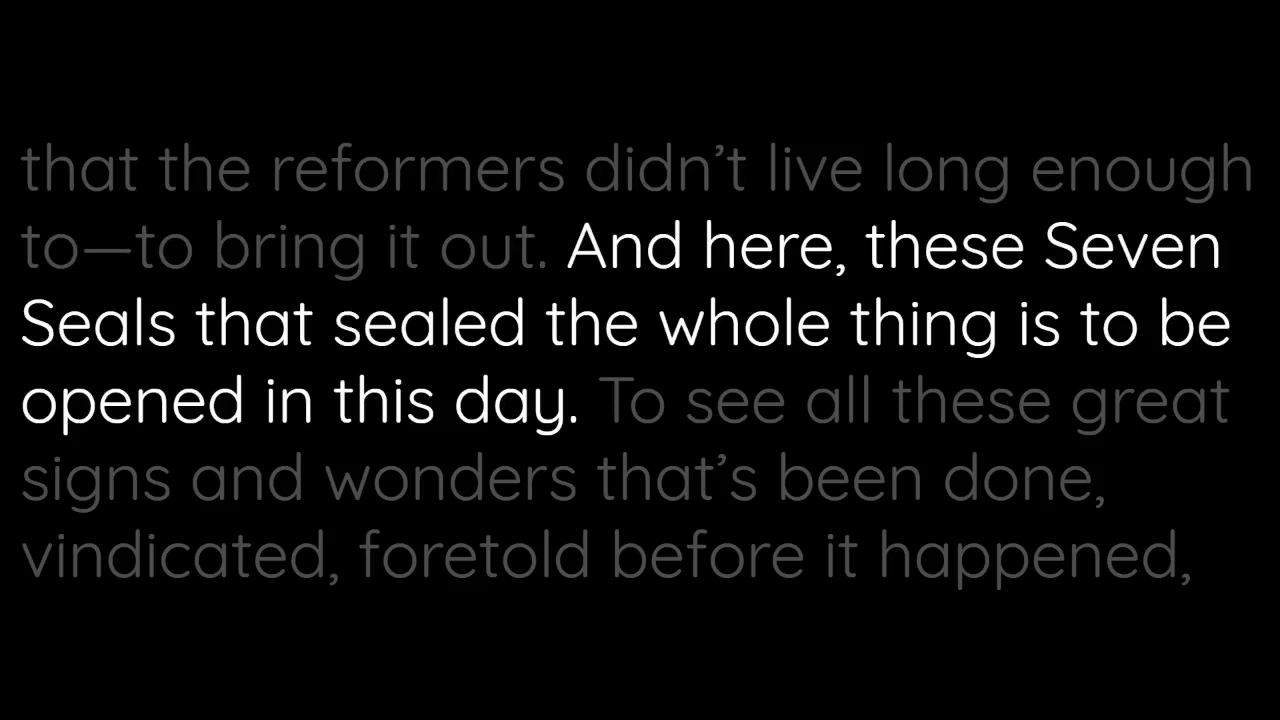 that the reformers didn’t live long enough
to—to bring it out. And here, these Seven
Seals that sealed the whole thing is to be
opened in this day. To see all these great
signs and wonders that’s been done,
vindicated, foretold before it happened,